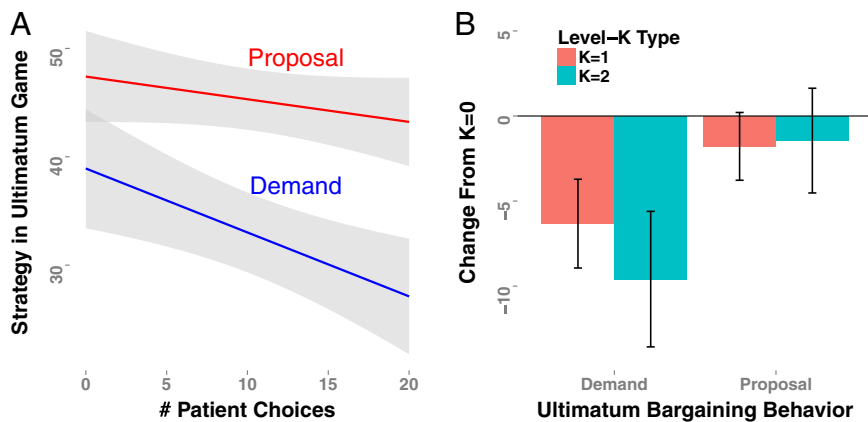 A
Strategy in Ultimatum Game
50
40
30
Proposal
Demand
0 5 10 15 20
# Patient Choices
B
Change From K=0
5
0
−5
−10
Level−K Type
K=1
K=2
Demand Proposal
Ultimatum Bargaining Behavior